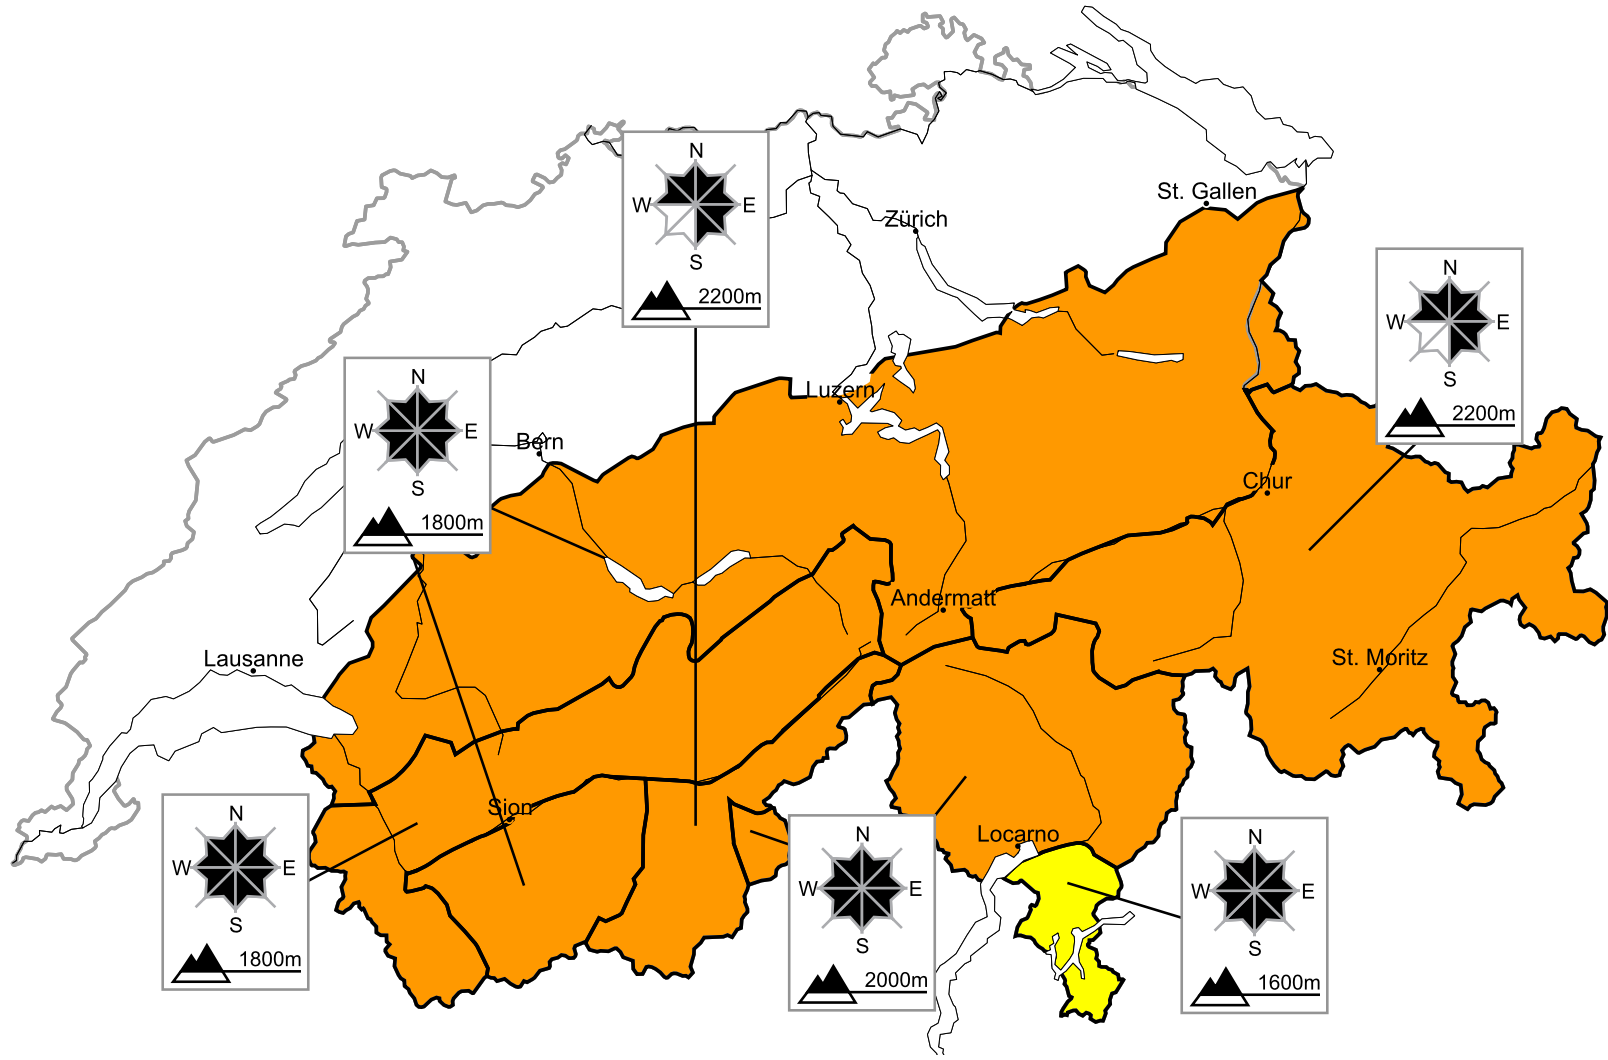 St. Gallen
Zürich
N
W E
S
2200m
N
W E
S
2200m
Luzern
Bern
N
W E
S
1800m
Chur
Andermatt
Lausanne
St. Moritz
Sion
Locarno
N
W E
S
1800m
N
W E
S
2000m
N
W E
S
1600m